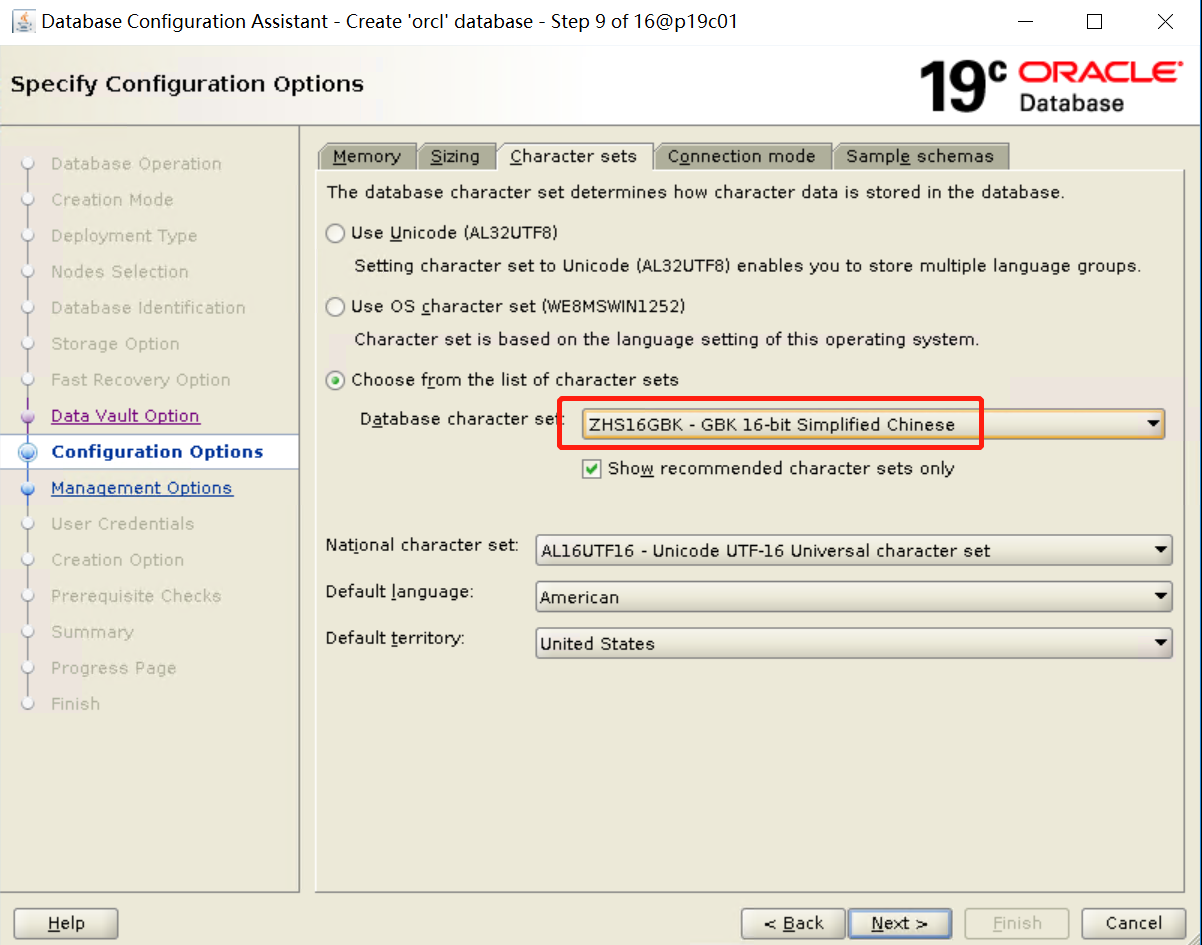 Database Configuration Assistant - Create 'orcl' database - Step 9 of 16@p19c01
Specify Configuration Options
19c ORACLE
Database
Database Operation
Creation Mode
Deployment Type
Nodes Selection
Database Identification
Storage Option
Fast Recovery Option
Data Vault Option
Configuration Options
Management Options
User Credentials
Creation Option
Prerequisite Checks
Summary
Progress Page
Finish
Memory Sizing Character sets Connection mode Sample schemas
The database character set determines how character data is stored in the database.
Use Unicode (AL32UTF8)
Setting character set to Unicode (AL32UTF8) enables you to store multiple language groups.
Use OS character set (WE8MSWIN1252)
Character set is based on the language setting of this operating system.
Choose from the list of character sets
Database character set: ZHS16GBK - GBK 16-bit Simplified Chinese
Show recommended character sets only
National character set: AL16UTF16 - Unicode UTF-16 Universal character set
Default language: American
Default territory: United States
Help < Back Next > Finish Cancel